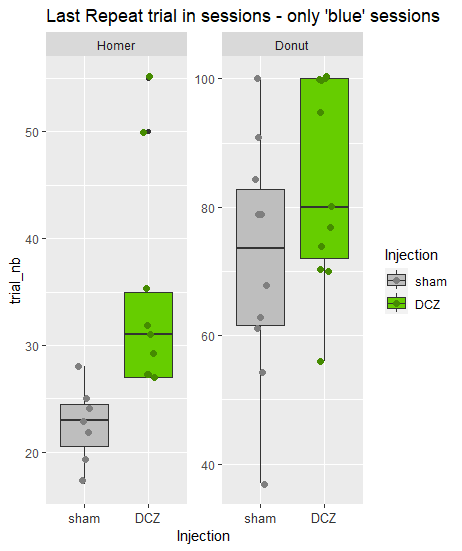 Last Repeat trial in sessions - only 'blue' sessions
Homer
Donut
trial_nb
50
40
30
20
100
80
60
40
sham
DCZ
sham
DCZ
Injection
Injection
sham
DCZ